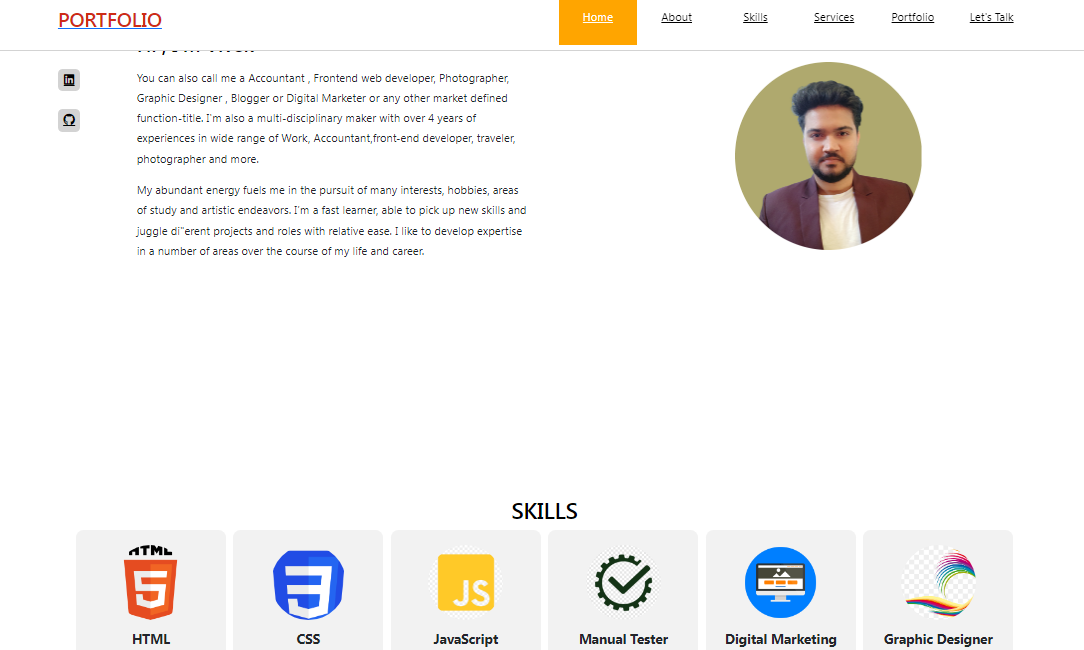 PORTFOLIO
Home
About
Skills
Services
Portfolio
Let's Talk
You can also call me a Accountant , Frontend web developer, Photographer,
Graphic Designer , Blogger or Digital Marketer or any other market defined
function-title. I'm also a multi-disciplinary maker with over 4 years of
experiences in wide range of Work, Accountant,front-end developer, traveler,
photographer and more.
My abundant energy fuels me in the pursuit of many interests, hobbies, areas
of study and artistic endeavors. I'm a fast learner, able to pick up new skills and
juggle di¨erent projects and roles with relative ease. I like to develop expertise
in a number of areas over the course of my life and career.
SKILLS
HTML
5
JS
HTML
CSS
JavaScript
Manual Tester
Digital Marketing
Graphic Designer